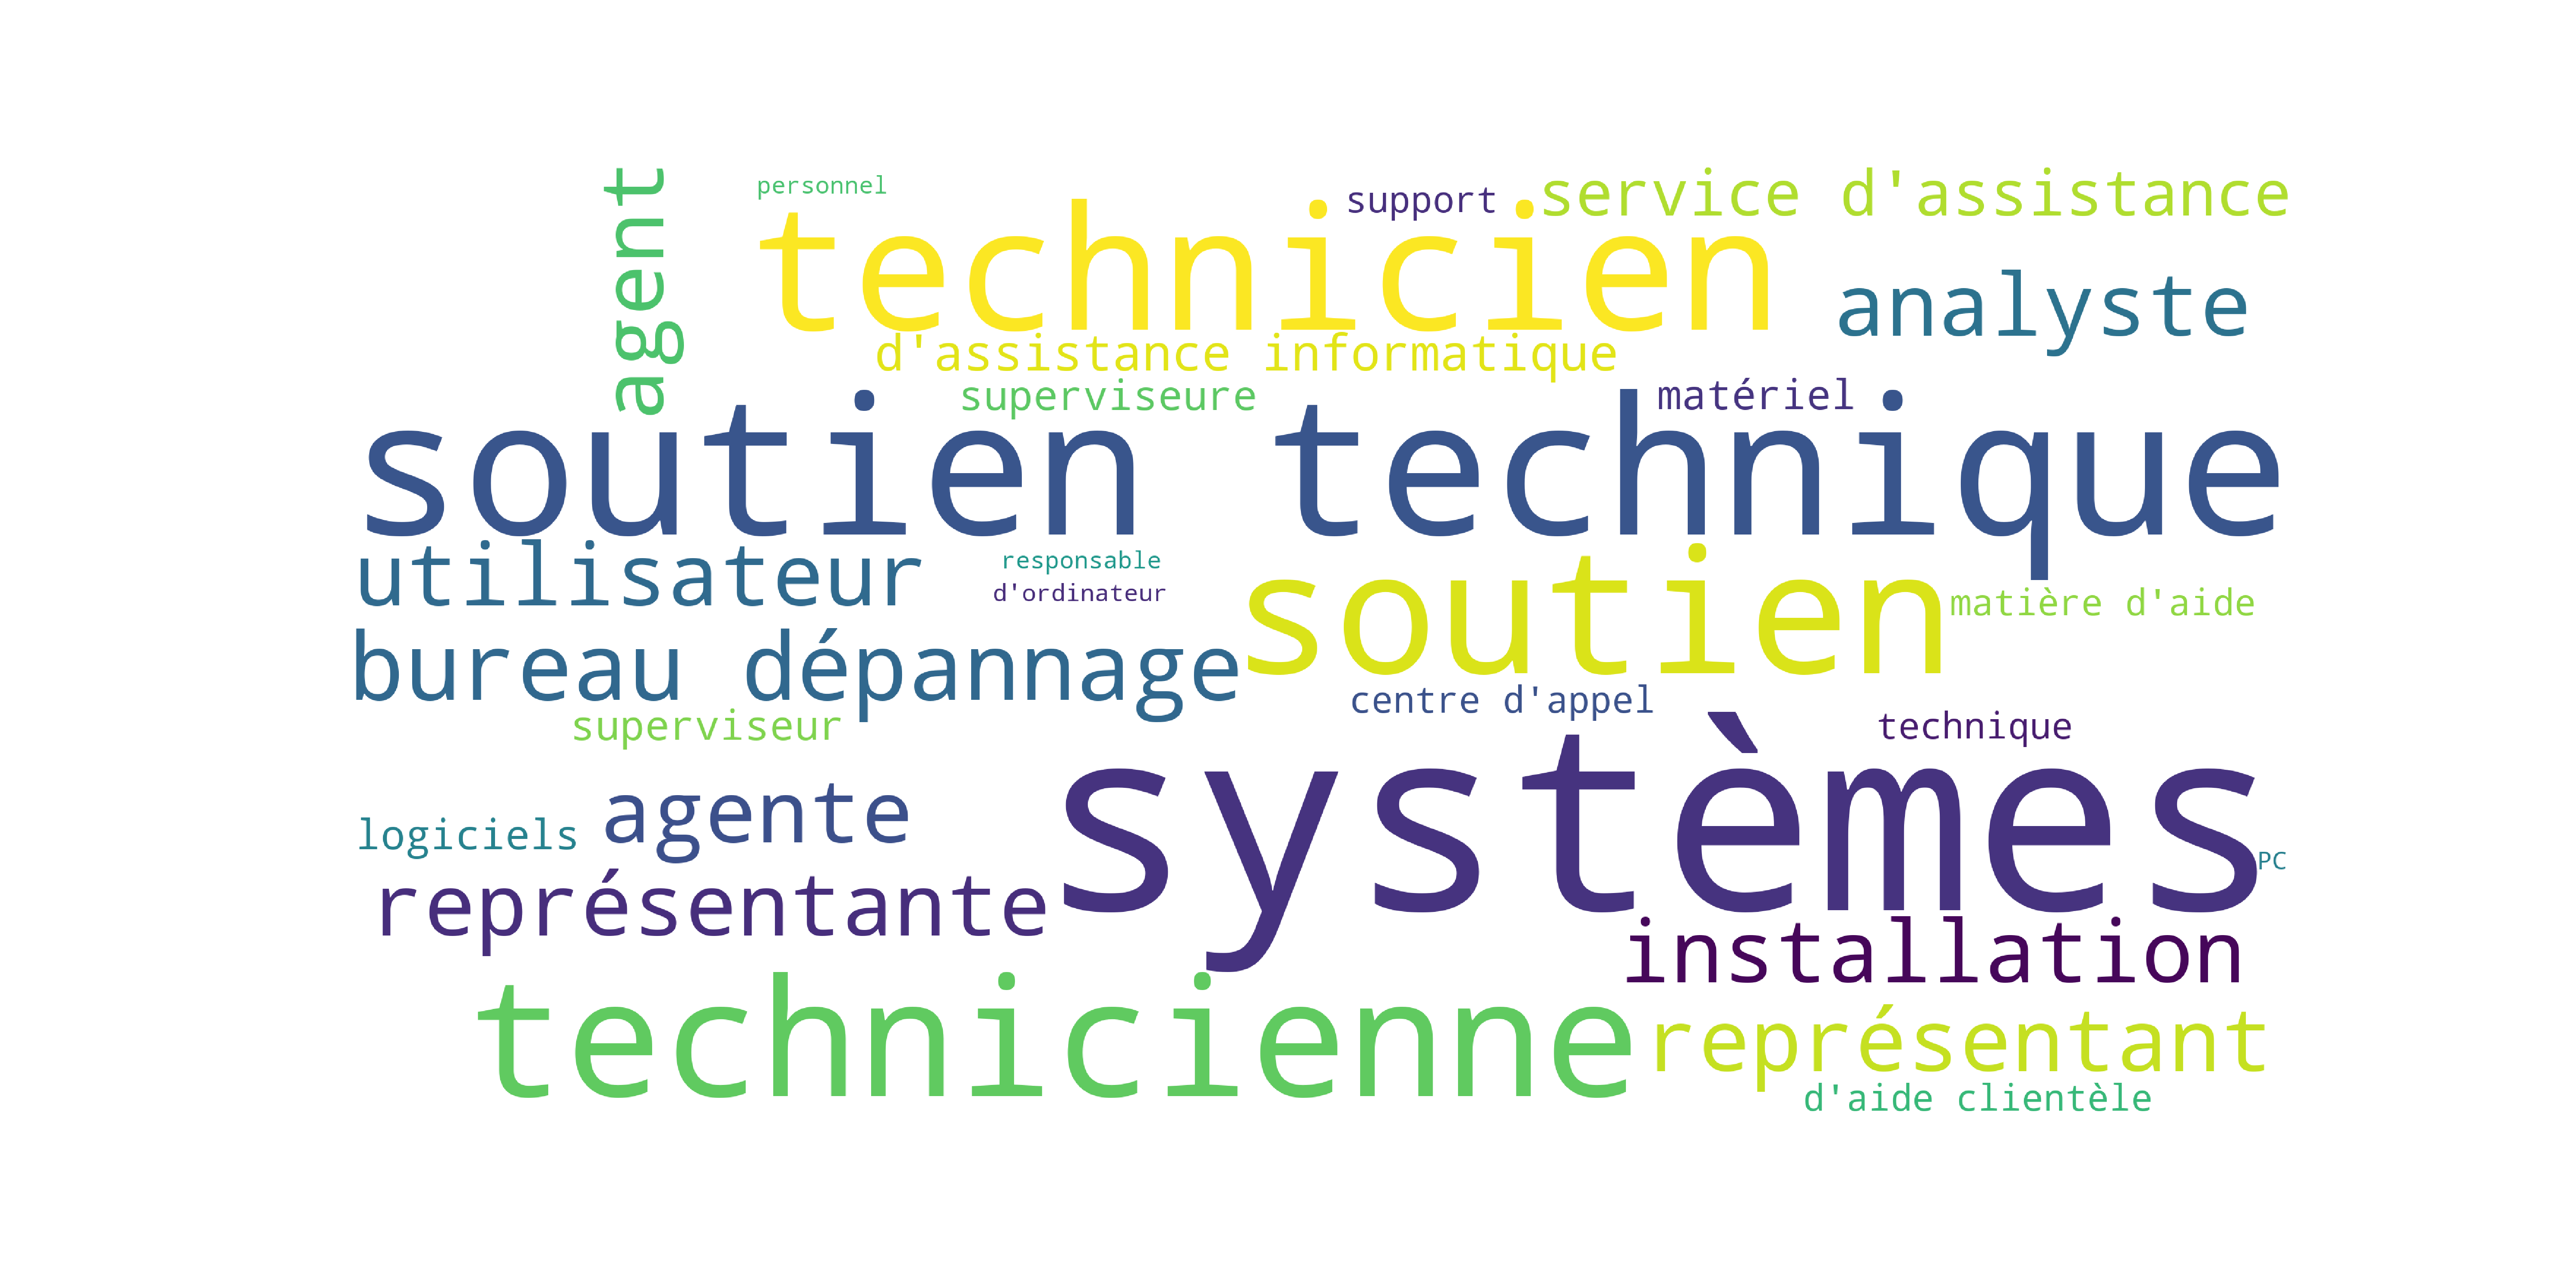 personnel
support
service d'assistance
agent
technicien
analyste
d'assistance informatique
superviseure
matériel
soutien technique
utilisateur
responsable
d'ordinateur
soutien
matière d'aide
bureau dépannage
centre d'appel
superviseur
technique
systèmes
logiciels
agente
PC
représentante
installation
technicienne
représentant
d'aide clientèle